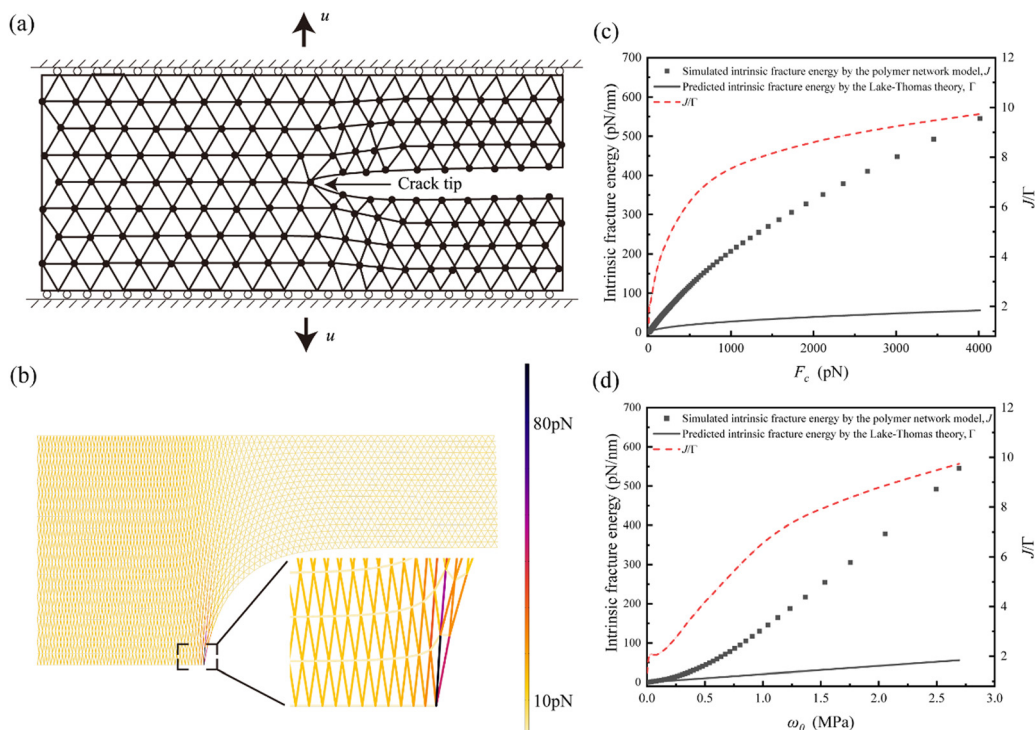 (a)
u
Crack tip
u
(b)
80pN
10pN
(c)
Simulated intrinsic fracture energy by the polymer network model, J
Predicted intrinsic fracture energy by the Lake-Thomas theory, Γ
J/Γ
Intrinsic fracture energy (pN/nm)
700
600
500
400
300
200
100
0
12
10
8
6
4
2
J/Γ
0 1000 2000 3000 4000
F_c (pN)
(d)
Simulated intrinsic fracture energy by the polymer network model, J
Predicted intrinsic fracture energy by the Lake-Thomas theory, Γ
J/Γ
Intrinsic fracture energy (pN/nm)
700
600
500
400
300
200
100
0
12
10
8
6
4
2
J/Γ
0.0 0.5 1.0 1.5 2.0 2.5 3.0
ω₀ (MPa)